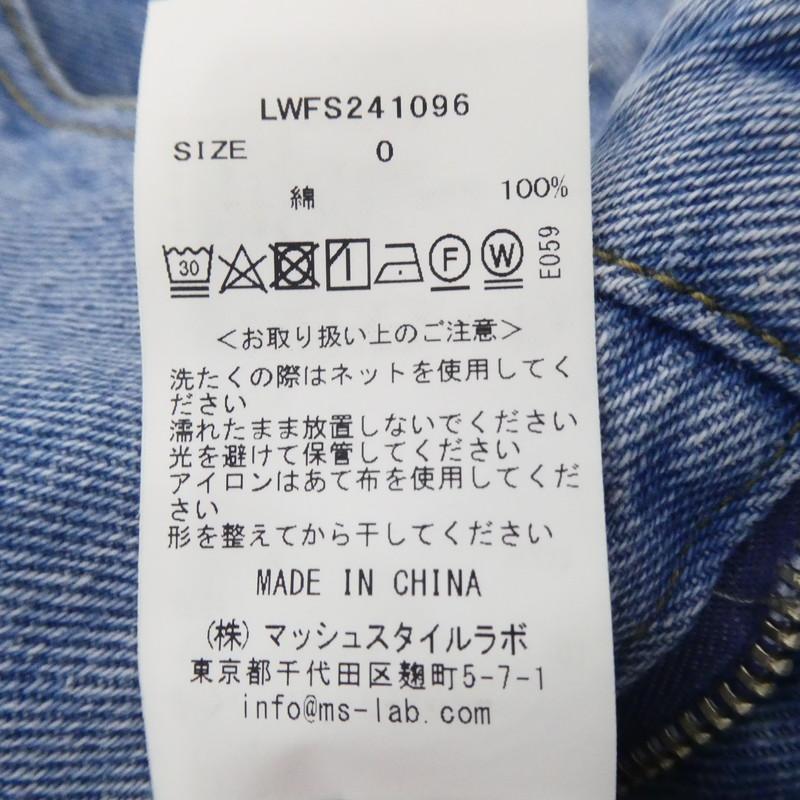 LWFS241096
SIZE 0
綿 100%
30 F W E059
＜お取り扱い上のご注意＞
洗たくの際はネットを使用してく
ださい
濡れたまま放置しないでください
光を避けて保管してください
アイロンはあて布を使用してくだ
さい
形を整えてから干してください
MADE IN CHINA
(株) マッシュスタイルラボ
東京都千代田区麹町5-7-1
info@ms-lab.com